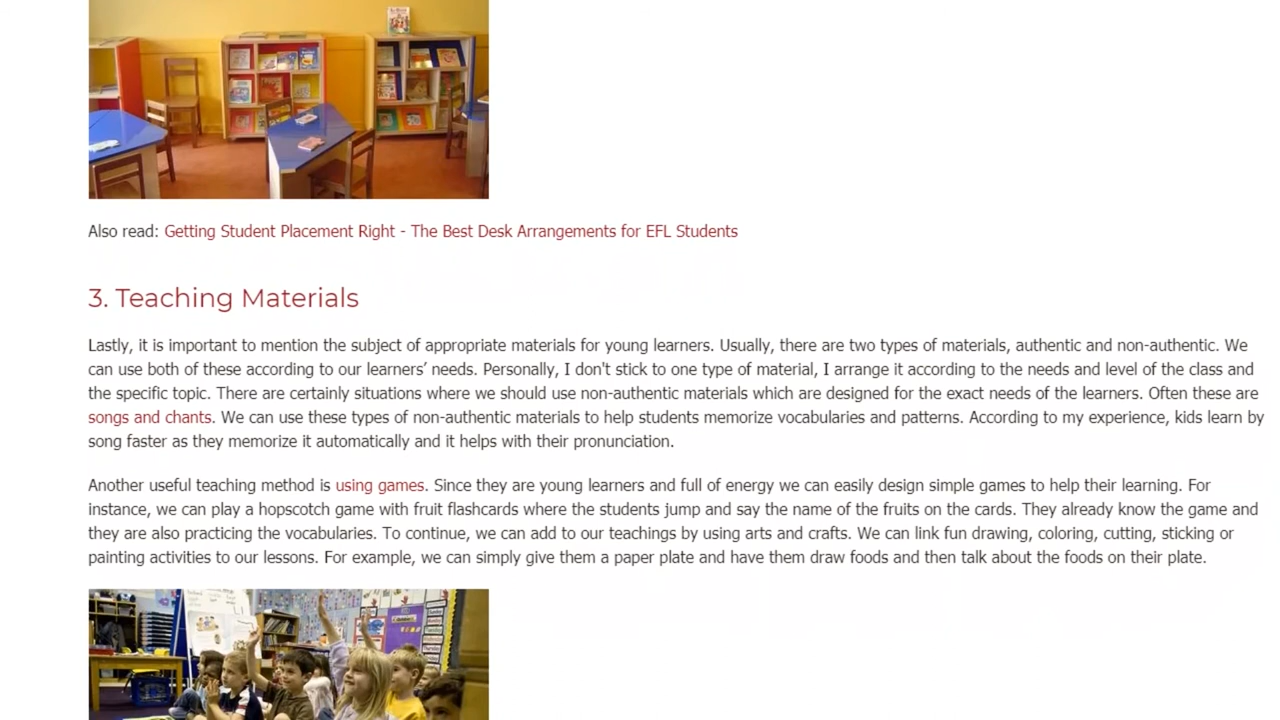 Also read: Getting Student Placement Right - The Best Desk Arrangements for EFL Students
3. Teaching Materials
Lastly, it is important to mention the subject of appropriate materials for young learners. Usually, there are two types of materials, authentic and non-authentic. We
can use both of these according to our learners’ needs. Personally, I don't stick to one type of material, I arrange it according to the needs and level of the class and
the specific topic. There are certainly situations where we should use non-authentic materials which are designed for the exact needs of the learners. Often these are
songs and chants. We can use these types of non-authentic materials to help students memorize vocabularies and patterns. According to my experience, kids learn by
song faster as they memorize it automatically and it helps with their pronunciation.
Another useful teaching method is using games. Since they are young learners and full of energy we can easily design simple games to help their learning. For
instance, we can play a hopscotch game with fruit flashcards where the students jump and say the name of the fruits on the cards. They already know the game and
they are also practicing the vocabularies. To continue, we can add to our teachings by using arts and crafts. We can link fun drawing, coloring, cutting, sticking or
painting activities to our lessons. For example, we can simply give them a paper plate and have them draw foods and then talk about the foods on their plate.